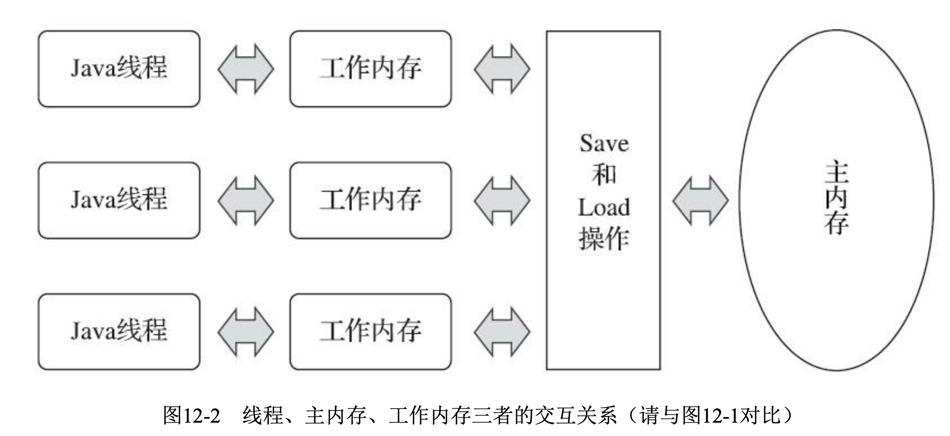 Java线程
工作内存
Java线程
工作内存
Java线程
工作内存
Save
和
Load
操作
主内存
图12-2 线程、主内存、工作内存三者的交互关系（请与图12-1对比）